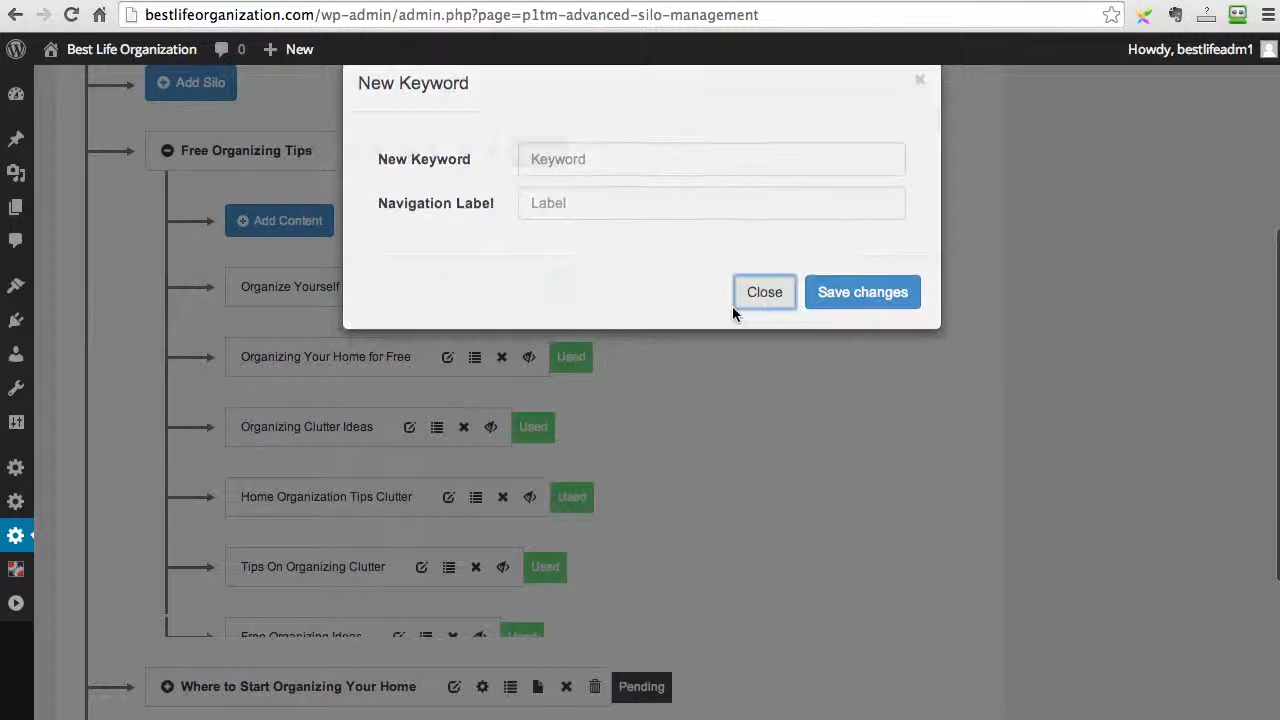 bestlifeorganization.com/wp-admin/admin.php?page=p1tm-advanced-silo-management
Best Life Organization 0 New Howdy, bestlifeadm1
Add Silo
New Keyword
Free Organizing Tips
New Keyword Keyword
Navigation Label Label
Add Content
Organize Yourself
Close Save changes
Organizing Your Home for Free Used
Organizing Clutter Ideas Used
Home Organization Tips Clutter Used
Tips On Organizing Clutter Used
Free Organizing Ideas Used
Where to Start Organizing Your Home Pending